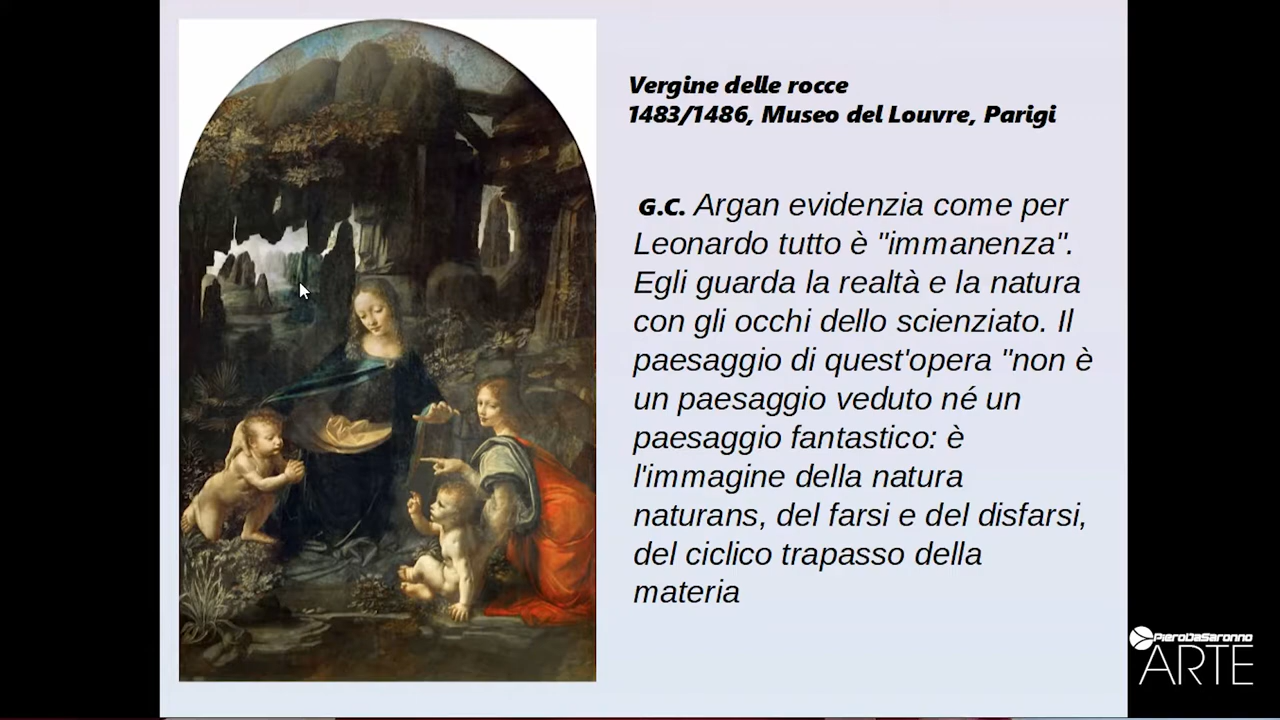 Vergine delle rocce
1483/1486, Museo del Louvre, Parigi
G.C. Argan evidenzia come per
Leonardo tutto è "immanenza".
Egli guarda la realtà e la natura
con gli occhi dello scienziato. Il
paesaggio di quest'opera "non è
un paesaggio veduto né un
paesaggio fantastico: è
l'immagine della natura
naturans, del farsi e del disfarsi,
del ciclico trapasso della
materia
PieroDaSaronno
ARTE